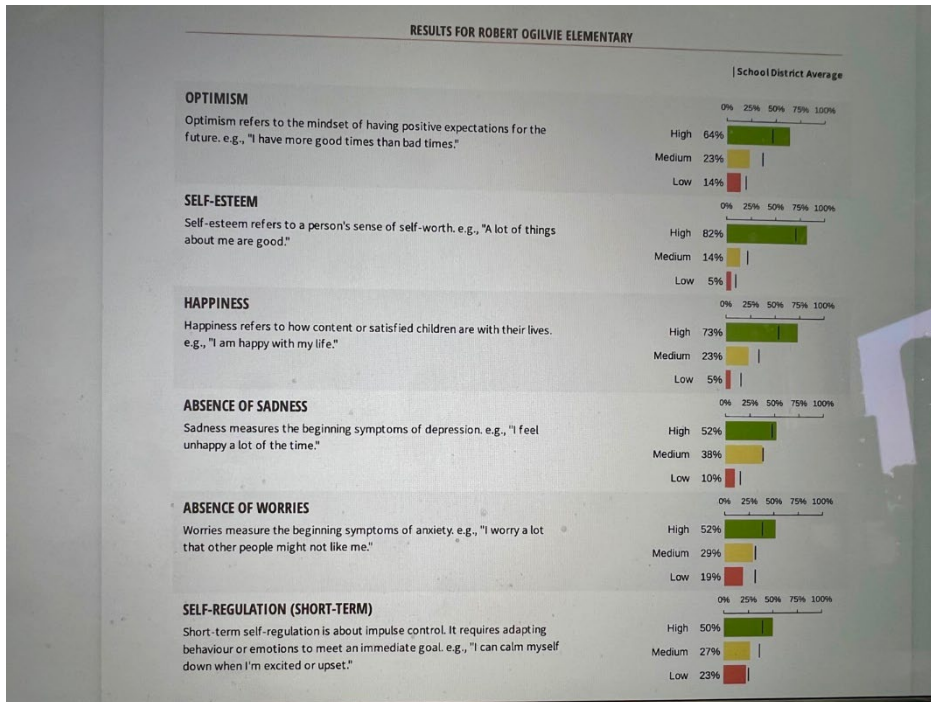 RESULTS FOR ROBERT OGILVIE ELEMENTARY
| School District Average
OPTIMISM
Optimism refers to the mindset of having positive expectations for the
future. e.g., "I have more good times than bad times."
0% 25% 50% 75% 100%
High 64%
Medium 23%
Low 14%
SELF-ESTEEM
Self-esteem refers to a person's sense of self-worth. e.g., "A lot of things
about me are good."
0% 25% 50% 75% 100%
High 82%
Medium 14%
Low 5%
HAPPINESS
Happiness refers to how content or satisfied children are with their lives.
e.g., "I am happy with my life."
0% 25% 50% 75% 100%
High 73%
Medium 23%
Low 5%
ABSENCE OF SADNESS
Sadness measures the beginning symptoms of depression. e.g., "I feel
unhappy a lot of the time."
0% 25% 50% 75% 100%
High 52%
Medium 38%
Low 10%
ABSENCE OF WORRIES
Worries measure the beginning symptoms of anxiety. e.g., "I worry a lot
that other people might not like me."
0% 25% 50% 75% 100%
High 52%
Medium 29%
Low 19%
SELF-REGULATION (SHORT-TERM)
Short-term self-regulation is about impulse control. It requires adapting
behaviour or emotions to meet an immediate goal. e.g., "I can calm myself
down when I'm excited or upset."
0% 25% 50% 75% 100%
High 50%
Medium 27%
Low 23%